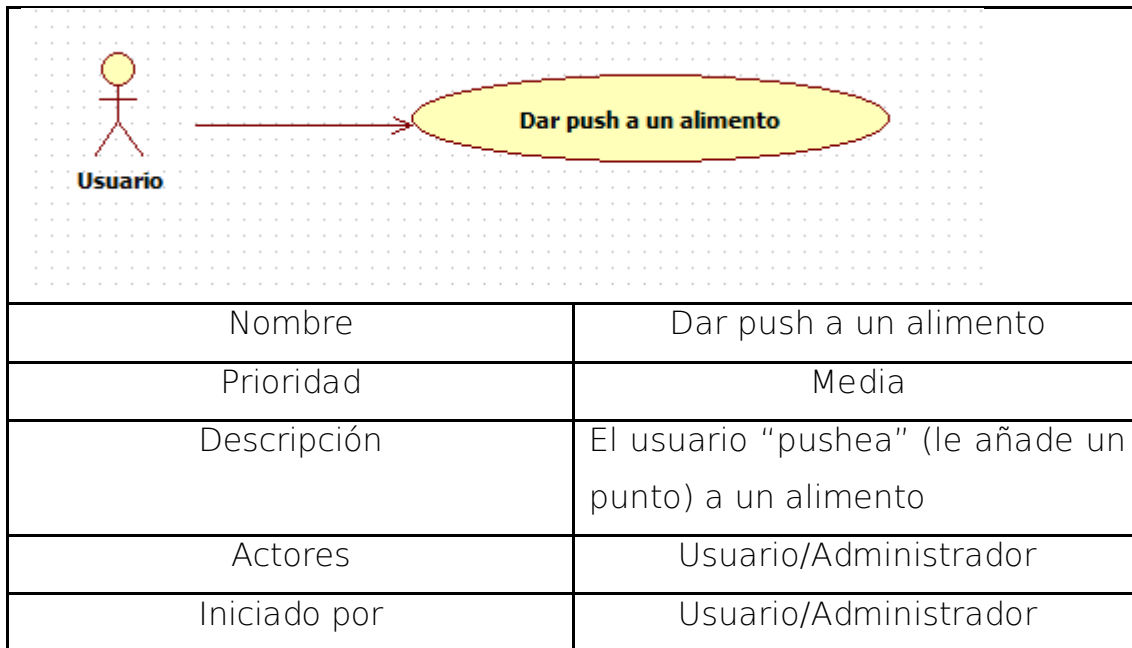 Dar push a un alimento
Usuario
Nombre Dar push a un alimento
Prioridad Media
Descripción El usuario “pushea” (le añade un
punto) a un alimento
Actores Usuario/Administrador
Iniciado por Usuario/Administrador